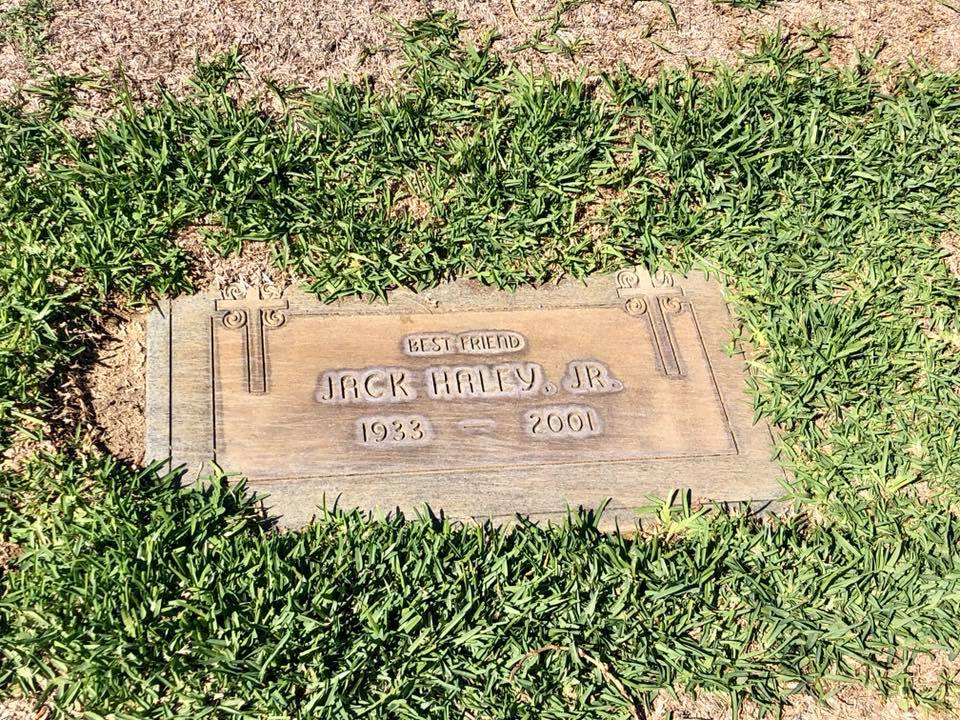 BEST FRIEND
JACK HALEY, JR.
1933 — 2001